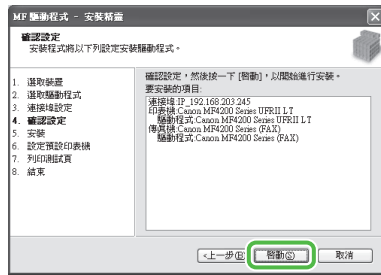 MF 驅動程式 - 安裝精靈
確認設定
安裝程式將以下列設定安裝驅動程式。
1. 選取裝置
2. 選取驅動程式
3. 連接埠設定
4. 確認設定
5. 安裝
6. 設定預設印表機
7. 列印測試頁
8. 結束
確認設定，然後按一下 [啟動]，以開始進行安裝。
要安裝的項目:
連接埠:IP_192.168.203.245
印表機:Canon MF4200 Series UFRII LT
驅動程式:Canon MF4200 Series UFRII LT
傳真機:Canon MF4200 Series (FAX)
驅動程式:Canon MF4200 Series (FAX)
<上一步(B)
啟動(S)
取消